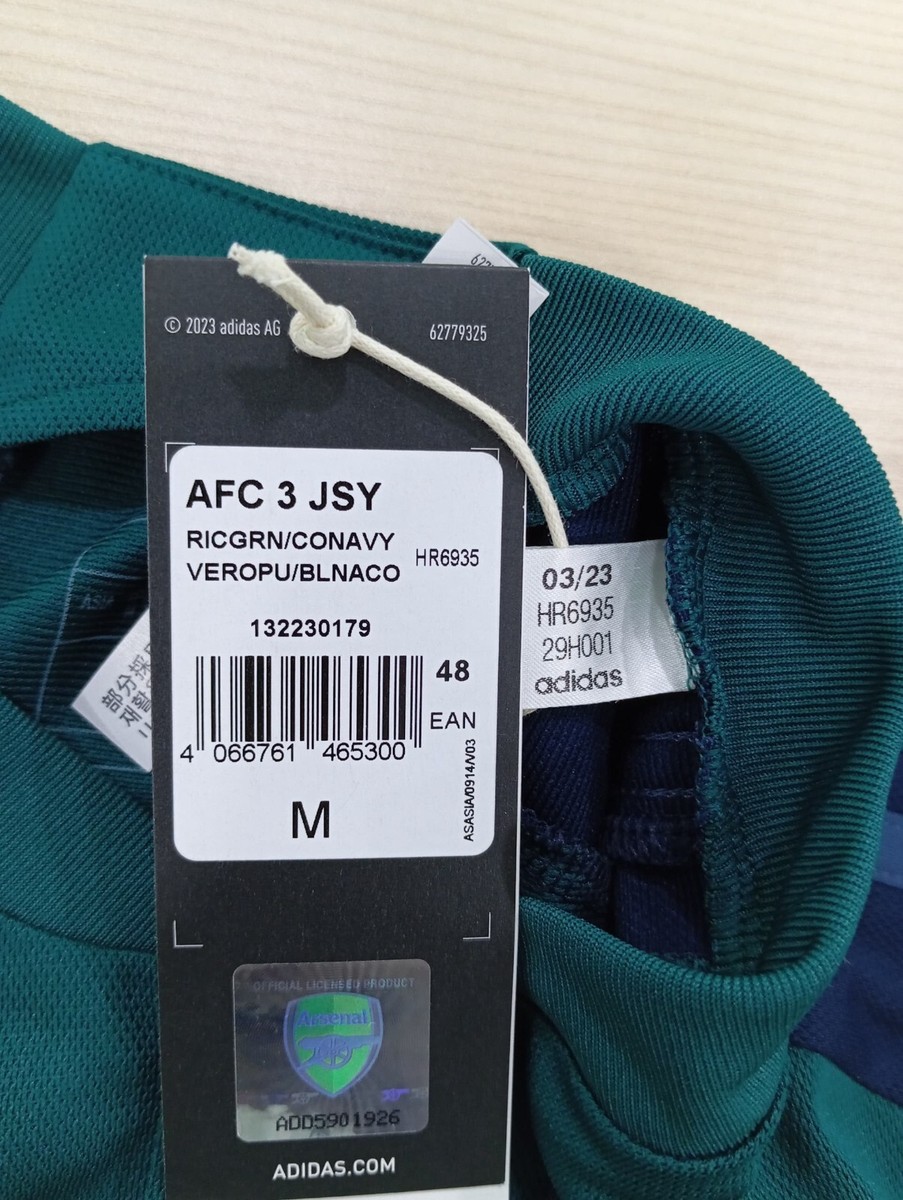 © 2023 adidas AG
62779325
AFC 3 JSY
RICGRN/CONAVY
VEROPU/BLNACO
HR6935
132230179
48
EAN
4 066761 465300
M
ASASIA/0914/V03
OFFICIAL LICENSED PRODUCT
Arsenal
ADD5901926
ADIDAS.COM
03/23
HR6935
29H001
adidas